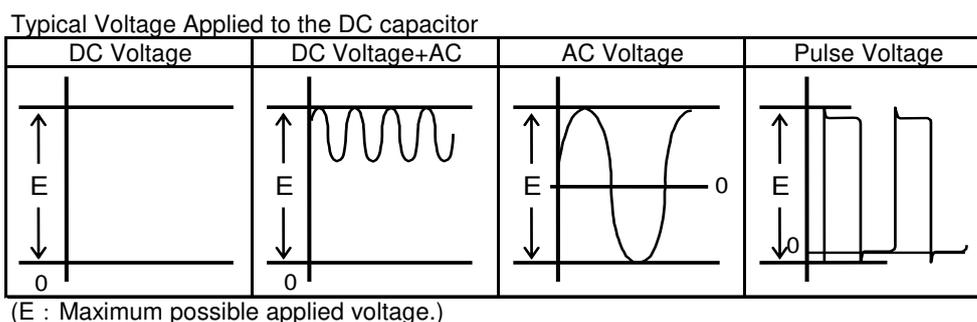 Typical Voltage Applied to the DC capacitor
DC Voltage DC Voltage+AC AC Voltage Pulse Voltage
E E E 0 E
0 0 0
(E : Maximum possible applied voltage.)